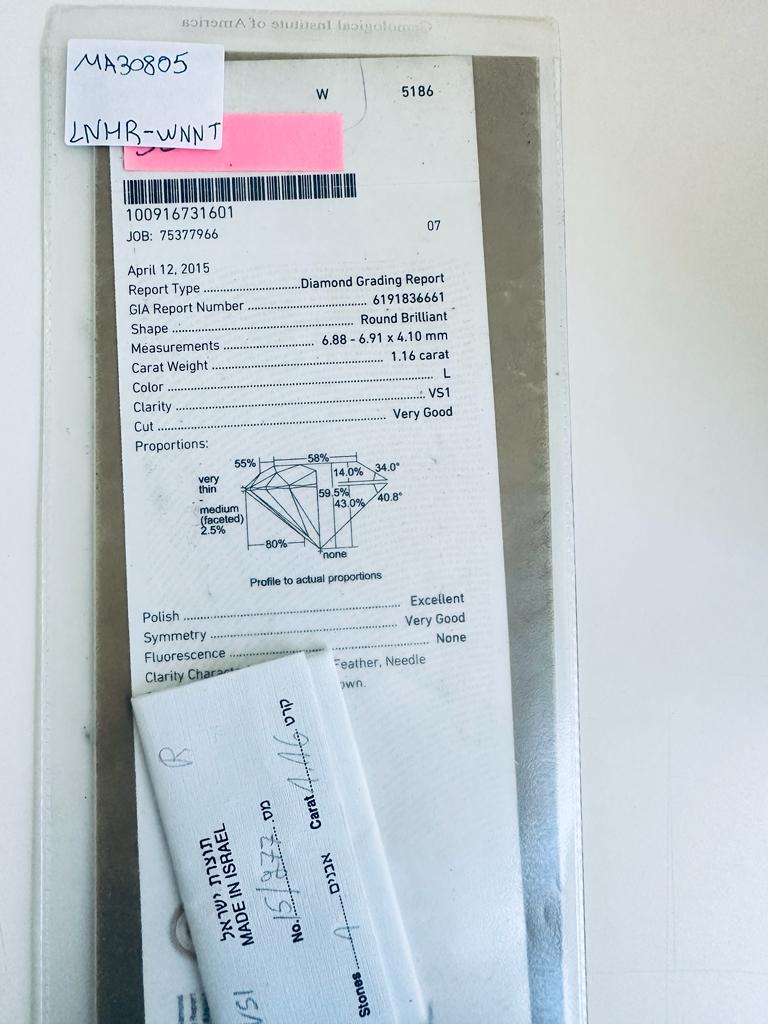 Gemological Institute of America
MA30805
LNHR-WNNT
W 5186
100916731601
JOB: 75377966 07
April 12, 2015
Report Type ........................ Diamond Grading Report
GIA Report Number ........................ 6191836661
Shape ........................ Round Brilliant
Measurements ........................ 6.88 - 6.91 x 4.10 mm
Carat Weight ........................ 1.16 carat
Color ........................ L
Clarity ........................ VS1
Cut ........................ Very Good
Proportions:
55% 58%
14.0% 34.0°
very
thin
-
medium
(faceted)
2.5%
59.5%
43.0% 40.8°
80%
none
Profile to actual proportions
Polish ........................ Excellent
Symmetry ........................ Very Good
Fluorescence ........................ None
Clarity Feather, Needle
R
תוצרת ישראל
MADE IN ISRAEL
No. 15/877 מס
Carat 1.16 קרט
Stones 1 אבנים
VS1